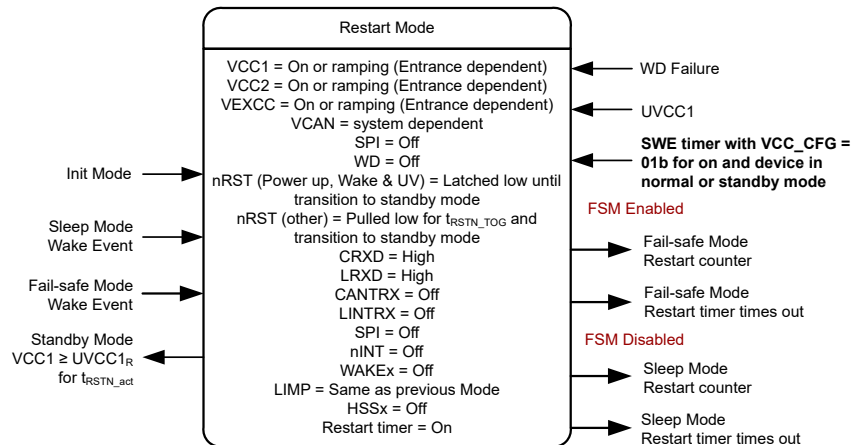 Restart Mode
VCC1 = On or ramping (Entrance dependent)
VCC2 = On or ramping (Entrance dependent)
VEXCC = On or ramping (Entrance dependent)
VCAN = system dependent
SPI = Off
WD = Off
nRST (Power up, Wake & UV) = Latched low until
transition to standby mode
nRST (other) = Pulled low for tRSTN_TOG and
transition to standby mode
CRXD = High
LRXD = High
CANTRX = Off
LINTRX = Off
SPI = Off
nINT = Off
WAKEx = Off
LIMP = Same as previous Mode
HSSx = Off
Restart timer = On
Init Mode
Sleep Mode
Wake Event
Fail-safe Mode
Wake Event
Standby Mode
VCC1 ≥ UVCC1R
for tRSTN_act
WD Failure
UVCC1
SWE timer with VCC_CFG =
01b for on and device in
normal or standby mode
FSM Enabled
Fail-safe Mode
Restart counter
Fail-safe Mode
Restart timer times out
FSM Disabled
Sleep Mode
Restart counter
Sleep Mode
Restart timer times out